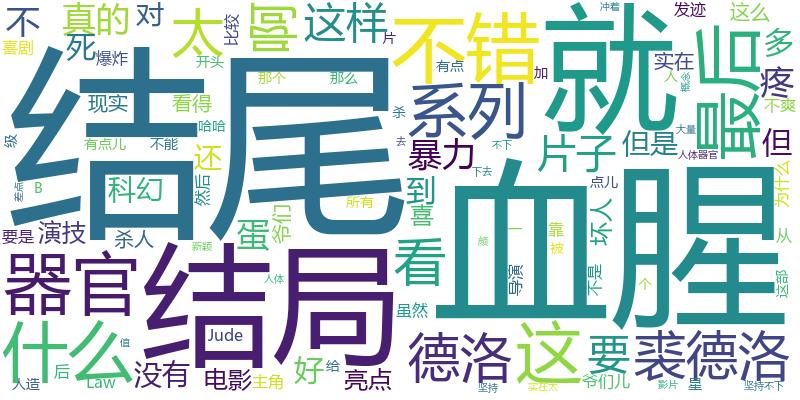 结尾
血腥
就
结局
不错
器官
最后
系列
什么
裘德洛
德洛
这
太
啊
这样
看
片子
暴力
科幻
真的
对
不
死
爆炸
比较
喜剧
片
开头
那个
那么
有点
加
冲着
发迹
这么
多
实在
人
概念
疼
不爽
但是
但
大量
人体器官
现实
看得
哈哈
杀
去
不下
下去
有点儿
不能
级
还
然后
差点
B
蛋
爷们
所有
到
喜
点儿
坏人
为什么
要是
演技
杀人
新颖
人体
虽然
颇
一
靠
被
导演
不是
个
从
这部
值
Jude
没有
电影
主角
好
给
亮点
后
人造
Law
坚持
实在太
要
爷们儿
影片
星
坚持不下